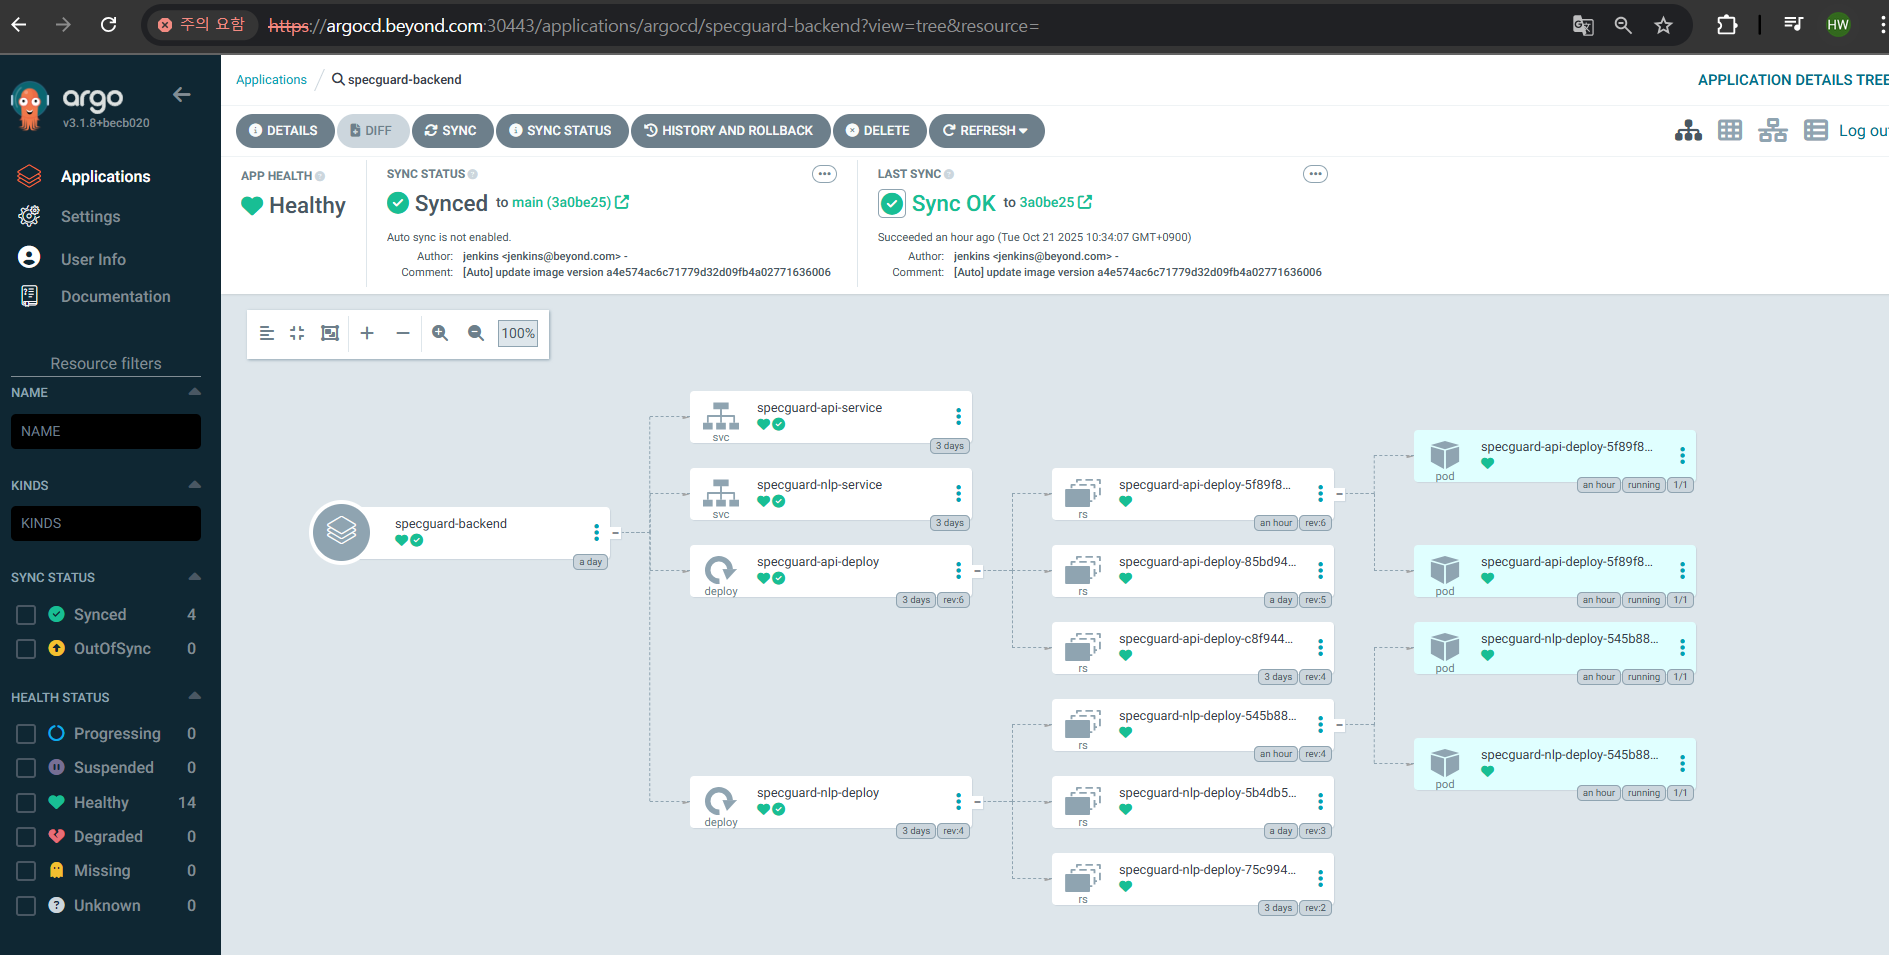 주의 요함 https://argocd.beyond.com:30443/applications/argocd/specguard-backend?view=tree&resource=
HW
argo
v3.1.8+becb020
Applications
Settings
User Info
Documentation
Resource filters
NAME
NAME
KINDS
KINDS
SYNC STATUS
Synced 4
OutOfSync 0
HEALTH STATUS
Progressing 0
Suspended 0
Healthy 14
Degraded 0
Missing 0
Unknown 0
Applications / specguard-backend
APPLICATION DETAILS TREE
DETAILS DIFF SYNC SYNC STATUS HISTORY AND ROLLBACK DELETE REFRESH
Log ou
APP HEALTH
Healthy
SYNC STATUS
Synced to main (3a0be25)
Auto sync is not enabled.
Author: jenkins <jenkins@beyond.com> -
Comment: [Auto] update image version a4e574ac6c71779d32d09fb4a02771636006
LAST SYNC
Sync OK to 3a0be25
Succeeded an hour ago (Tue Oct 21 2025 10:34:07 GMT+0900)
Author: jenkins <jenkins@beyond.com> -
Comment: [Auto] update image version a4e574ac6c71779d32d09fb4a02771636006
100%
specguard-backend
a day
specguard-api-service
svc
3 days
specguard-nlp-service
svc
3 days
specguard-api-deploy
deploy
3 days rev:6
specguard-nlp-deploy
deploy
3 days rev:4
specguard-api-deploy-5f89f8...
rs
an hour rev:6
specguard-api-deploy-85bd94...
rs
a day rev:5
specguard-api-deploy-c8f944...
rs
3 days rev:4
specguard-nlp-deploy-545b88...
rs
an hour rev:4
specguard-nlp-deploy-5b4db5...
rs
a day rev:3
specguard-nlp-deploy-75c994...
rs
3 days rev:2
specguard-api-deploy-5f89f8...
pod
an hour running 1/1
specguard-api-deploy-5f89f8...
pod
an hour running 1/1
specguard-nlp-deploy-545b88...
pod
an hour running 1/1
specguard-nlp-deploy-545b88...
pod
an hour running 1/1